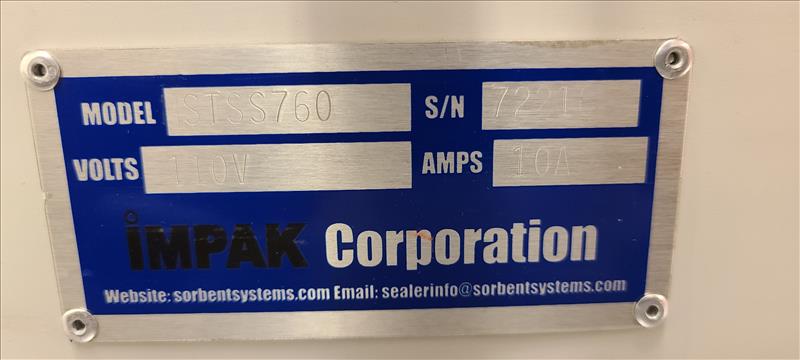 MODEL STSS760 S/N
VOLTS 110V AMPS 10A
iMPAK Corporation
Website: sorbentsystems.com Email: sealerinfo@sorbentsystems.com